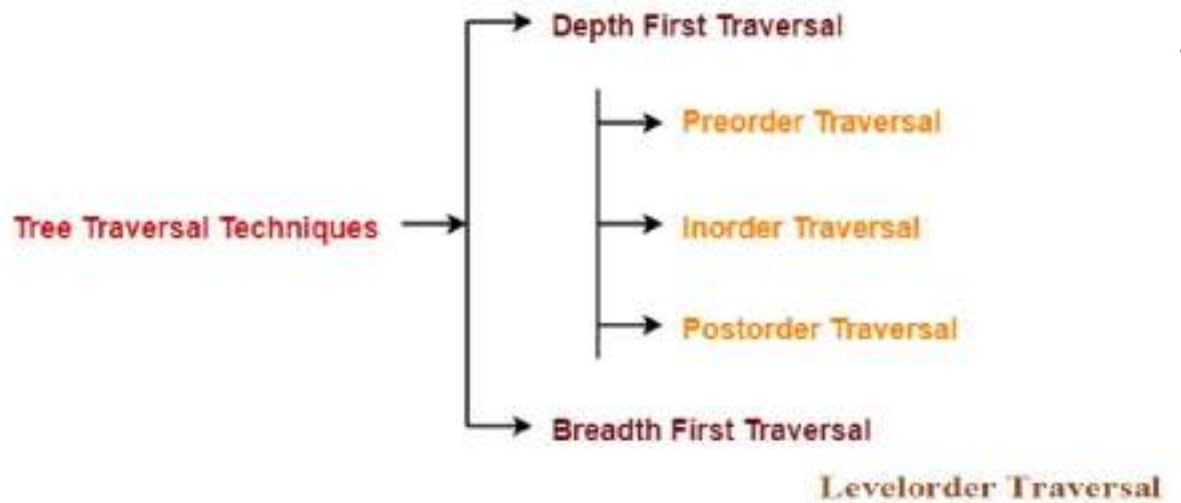 Depth First Traversal
Preorder Traversal
Tree Traversal Techniques
Inorder Traversal
Postorder Traversal
Breadth First Traversal
Levelorder Traversal